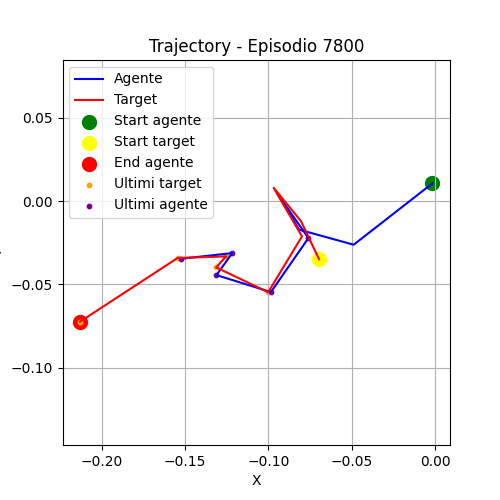 Trajectory - Episodio 7800
Agente
Target
Start agente
Start target
End agente
Ultimi target
Ultimi agente
0.05
0.00
−0.05
−0.10
−0.20
−0.15
−0.10
−0.05
0.00
X